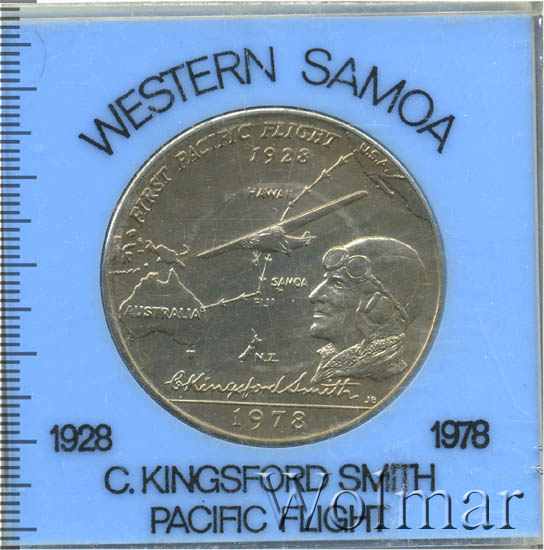 WESTERN SAMOA
FIRST PACIFIC FLIGHT
1928
U.S.A.
HAWAII
SAMOA
FIJI
AUSTRALIA
N.Z.
CKingsford Smith
JB
1978
1928
1978
C. KINGSFORD SMITH
PACIFIC FLIGHT
Wolmar